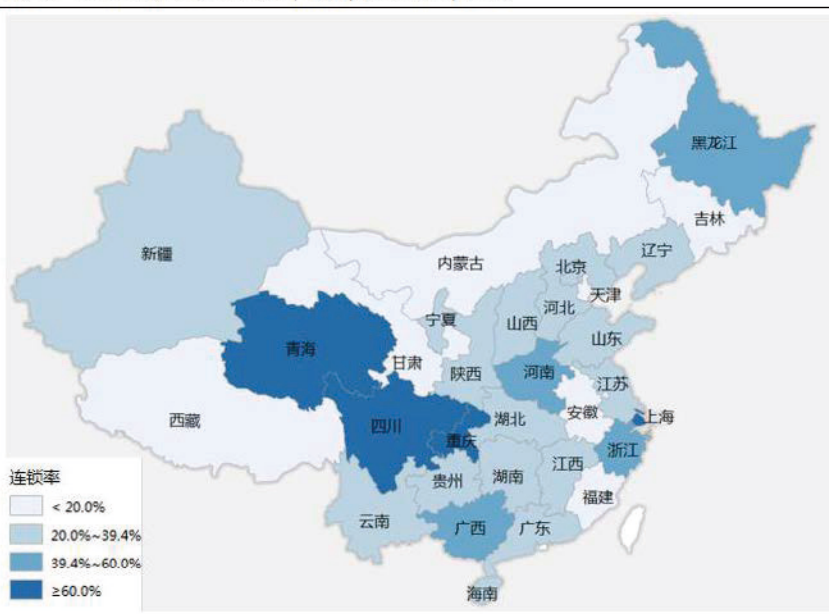 黑龙江
吉林
新疆
内蒙古
辽宁
北京
天津
宁夏
河北
山西
山东
青海
甘肃
陕西
河南
江苏
西藏
四川
湖北
安徽
上海
重庆
浙江
贵州
湖南
江西
福建
云南
广西
广东
海南
连锁率
< 20.0%
20.0%~39.4%
39.4%~60.0%
≥60.0%